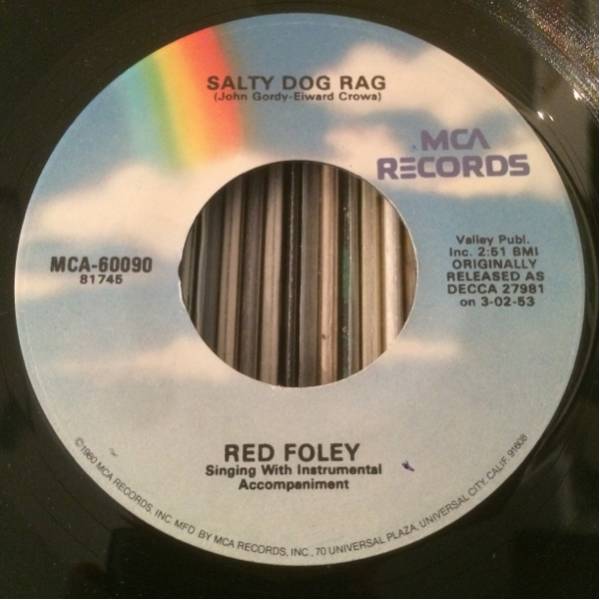 SALTY DOG RAG
(John Gordy-Eiward Crowa)
MCA
RECORDS
MCA-60090
81745
Valley Publ.
Inc. 2:51 BMI
ORIGINALLY
RELEASED AS
DECCA 27981
on 3-02-53
RED FOLEY
Singing With Instrumental
Accompaniment
©1980 MCA RECORDS, INC. MFD. BY MCA RECORDS, INC., 70 UNIVERSAL PLAZA, UNIVERSAL CITY, CALIF. 91608